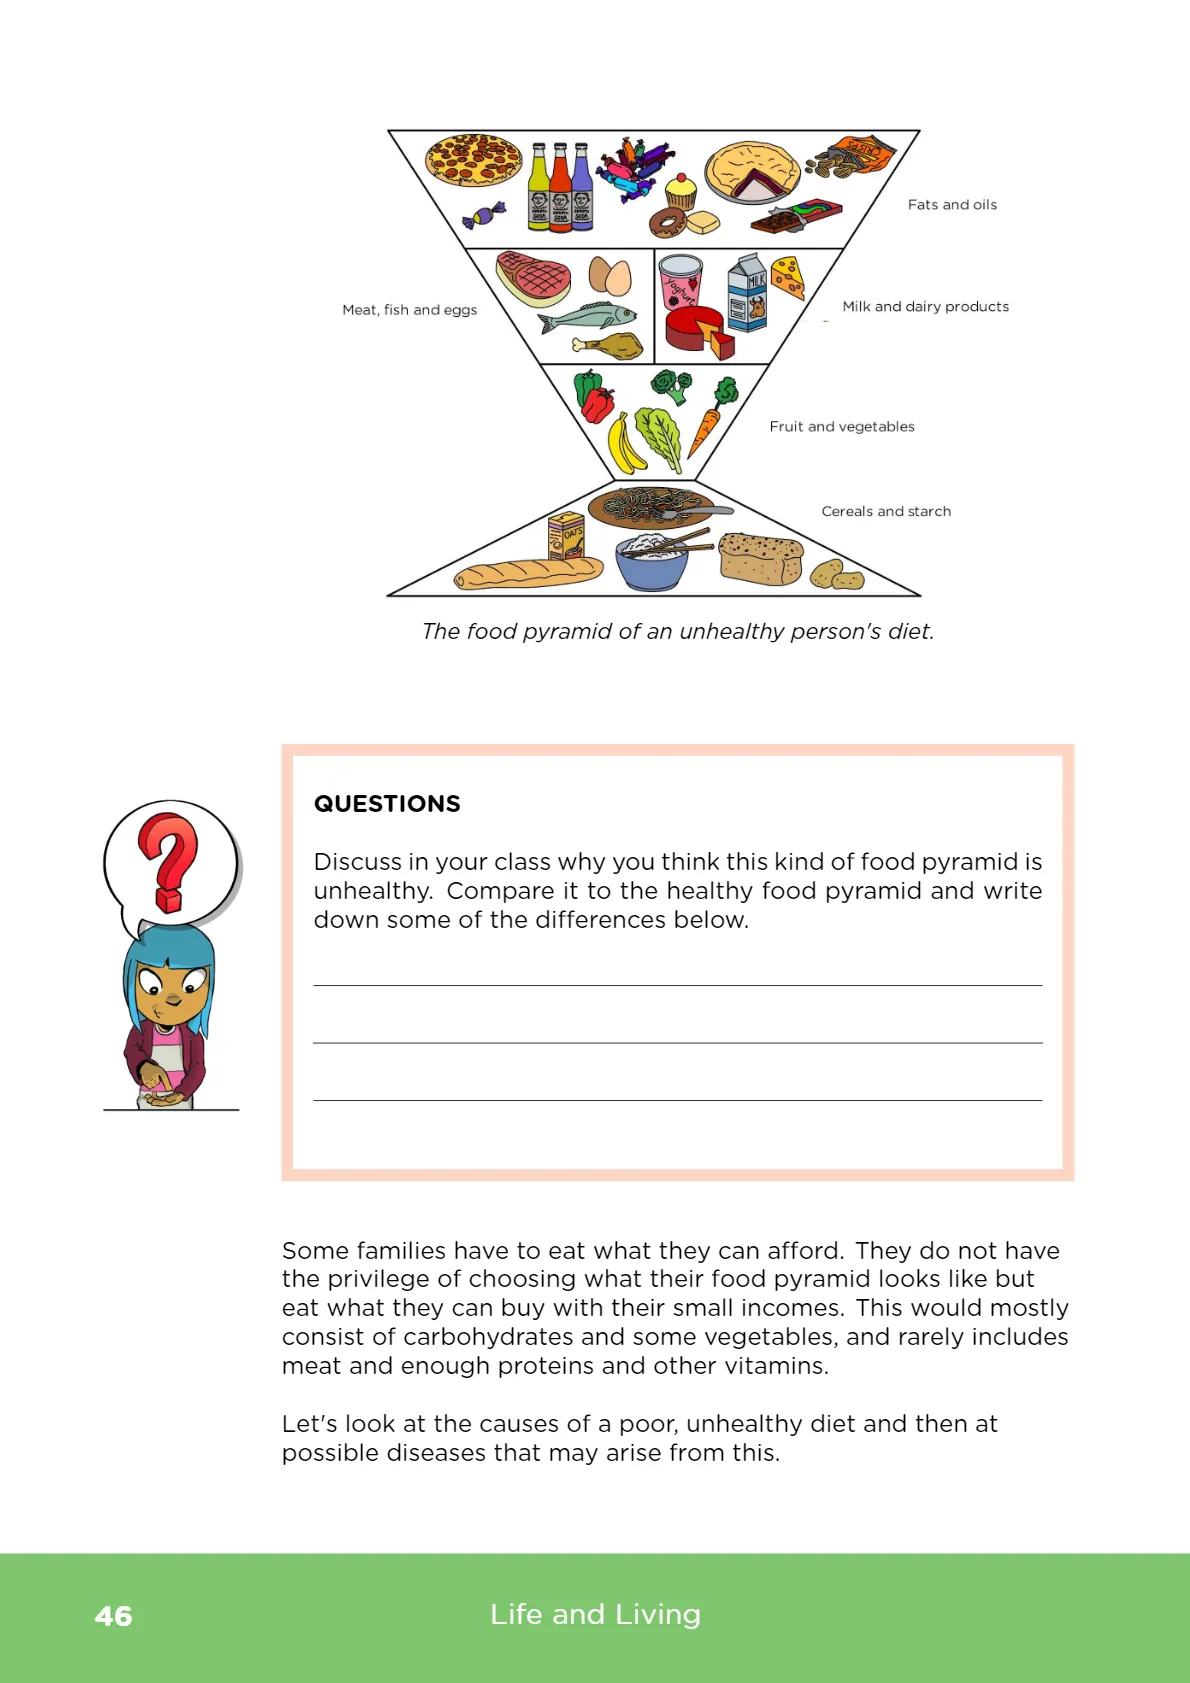 CRISPS
SPARTY
SODA
SPARTY
SODA
SPARTY
SODA
Fats and oils
Yoghurt
MILK
Meat, fish and eggs
Milk and dairy products
Fruit and vegetables
Cereals and starch
OATS
The food pyramid of an unhealthy person's diet.
QUESTIONS
Discuss in your class why you think this kind of food pyramid is
unhealthy. Compare it to the healthy food pyramid and write
down some of the differences below.
Some families have to eat what they can afford. They do not have
the privilege of choosing what their food pyramid looks like but
eat what they can buy with their small incomes. This would mostly
consist of carbohydrates and some vegetables, and rarely includes
meat and enough proteins and other vitamins.
Let's look at the causes of a poor, unhealthy diet and then at
possible diseases that may arise from this.
46
Life and Living